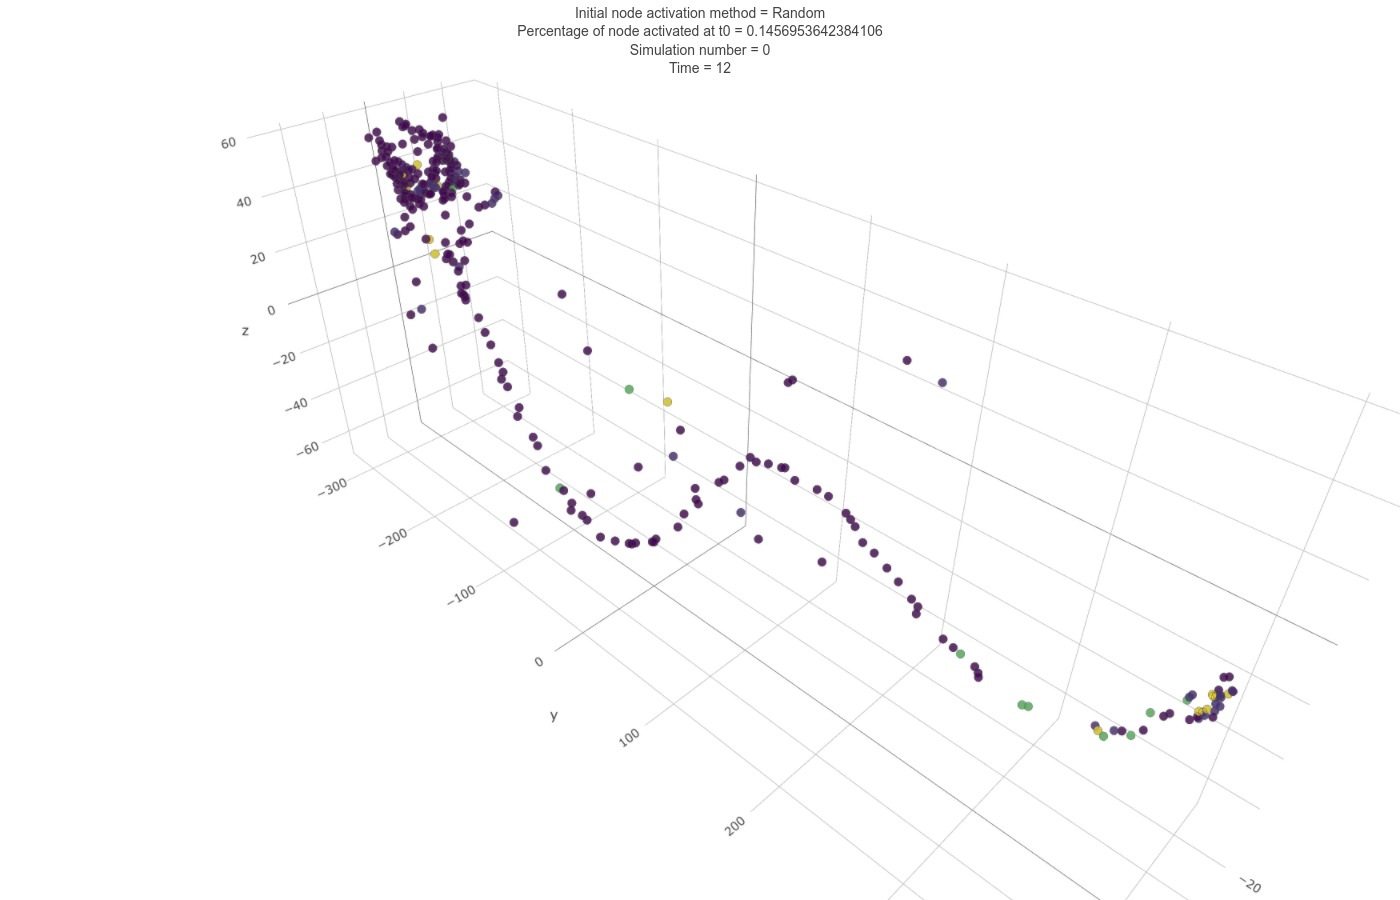 Initial node activation method = Random
Percentage of node activated at t0 = 0.1456953642384106
Simulation number = 0
Time = 12
60
40
20
0
z
−20
−40
−60
−300
−200
−100
0
y
100
200
−20